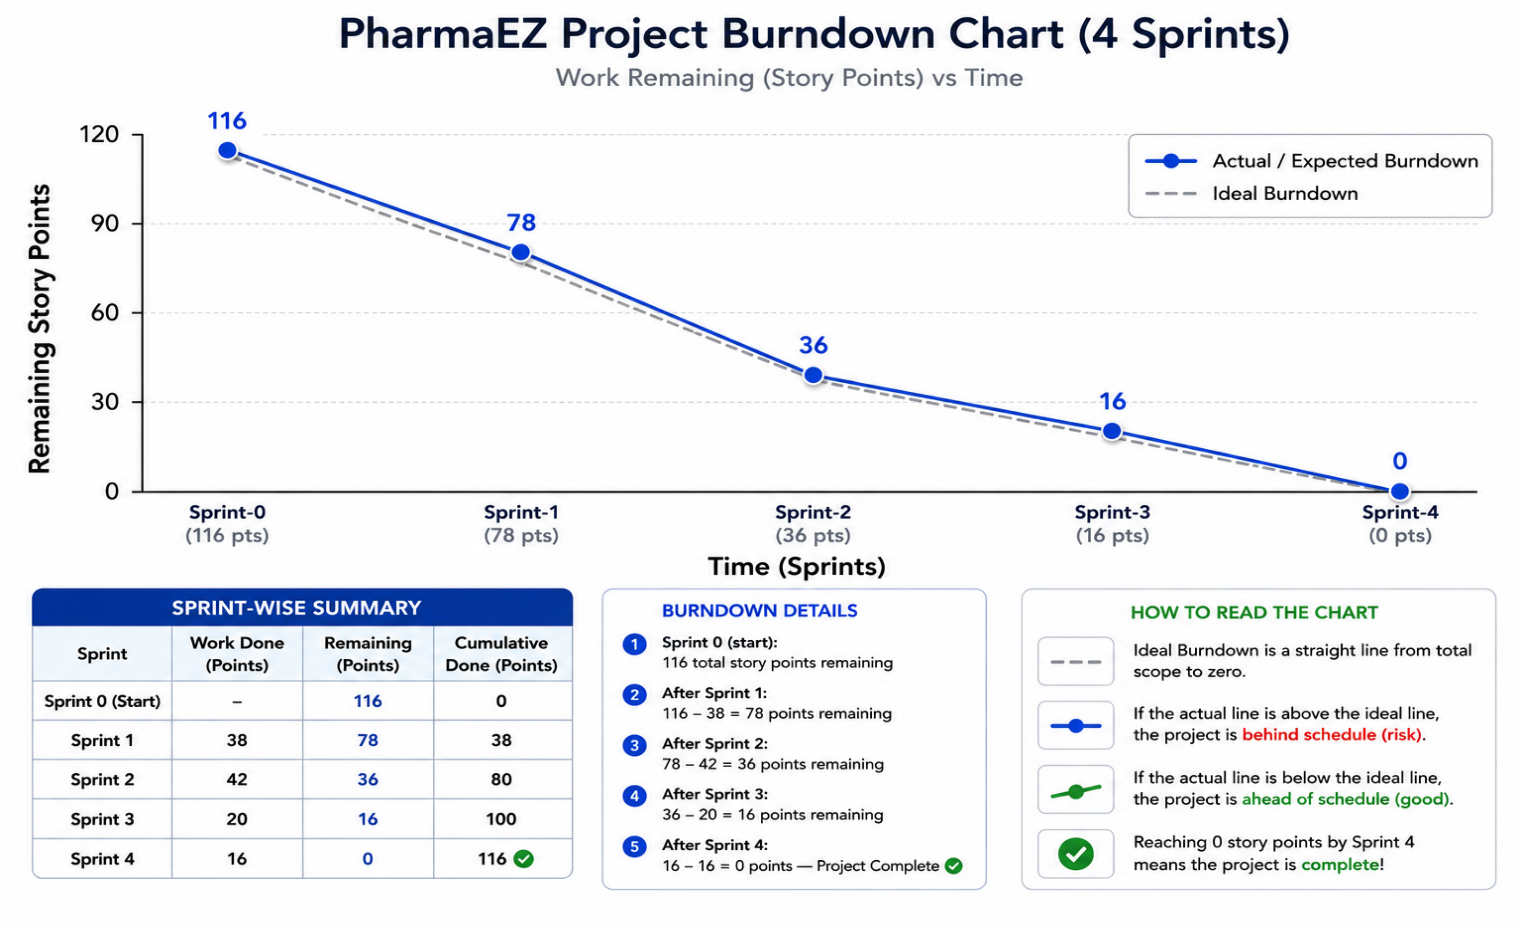 PharmaEZ Project Burndown Chart (4 Sprints)
Work Remaining (Story Points) vs Time
Remaining Story Points
120
90
60
30
0
116
78
36
16
0
Actual / Expected Burndown
Ideal Burndown
Sprint-0
(116 pts)
Sprint-1
(78 pts)
Sprint-2
(36 pts)
Sprint-3
(16 pts)
Sprint-4
(0 pts)
Time (Sprints)
SPRINT-WISE SUMMARY
Sprint
Work Done
(Points)
Remaining
(Points)
Cumulative
Done (Points)
Sprint 0 (Start) – 116 0
Sprint 1 38 78 38
Sprint 2 42 36 80
Sprint 3 20 16 100
Sprint 4 16 0 116
BURNDOWN DETAILS
1 Sprint 0 (start):
116 total story points remaining
2 After Sprint 1:
116 – 38 = 78 points remaining
3 After Sprint 2:
78 – 42 = 36 points remaining
4 After Sprint 3:
36 – 20 = 16 points remaining
5 After Sprint 4:
16 – 16 = 0 points — Project Complete
HOW TO READ THE CHART
Ideal Burndown is a straight line from total
scope to zero.
If the actual line is above the ideal line,
the project is behind schedule (risk).
If the actual line is below the ideal line,
the project is ahead of schedule (good).
Reaching 0 story points by Sprint 4
means the project is complete!